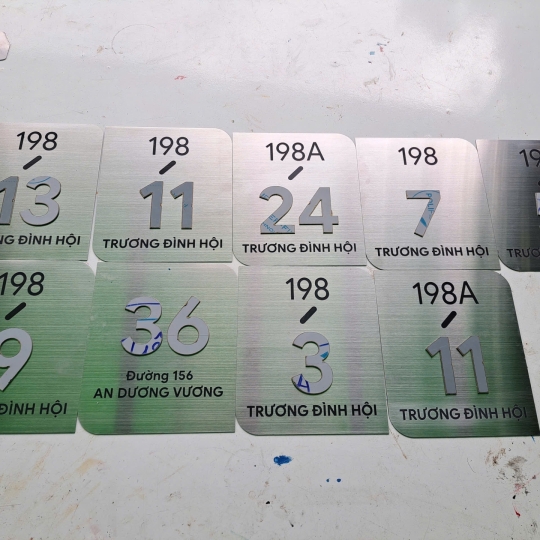 198
13
NG ĐÌNH HỘI
198
11
TRƯƠNG ĐÌNH HỘI
198A
24
TRƯƠNG ĐÌNH HỘI
198
7
TRƯƠNG ĐÌNH HỘI
198
9
ĐÌNH HỘI
36
Đường 156
AN DƯƠNG VƯƠNG
198
3
TRƯƠNG ĐÌNH HỘI
198A
11
TRƯƠNG ĐÌNH HỘI